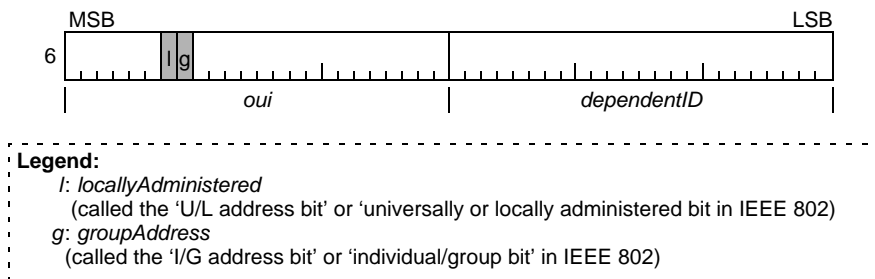 MSB LSB
6 l g
oui dependentID
Legend:
l: locallyAdministered
(called the 'U/L address bit' or 'universally or locally administered bit in IEEE 802)
g: groupAddress
(called the 'I/G address bit' or 'individual/group bit' in IEEE 802)